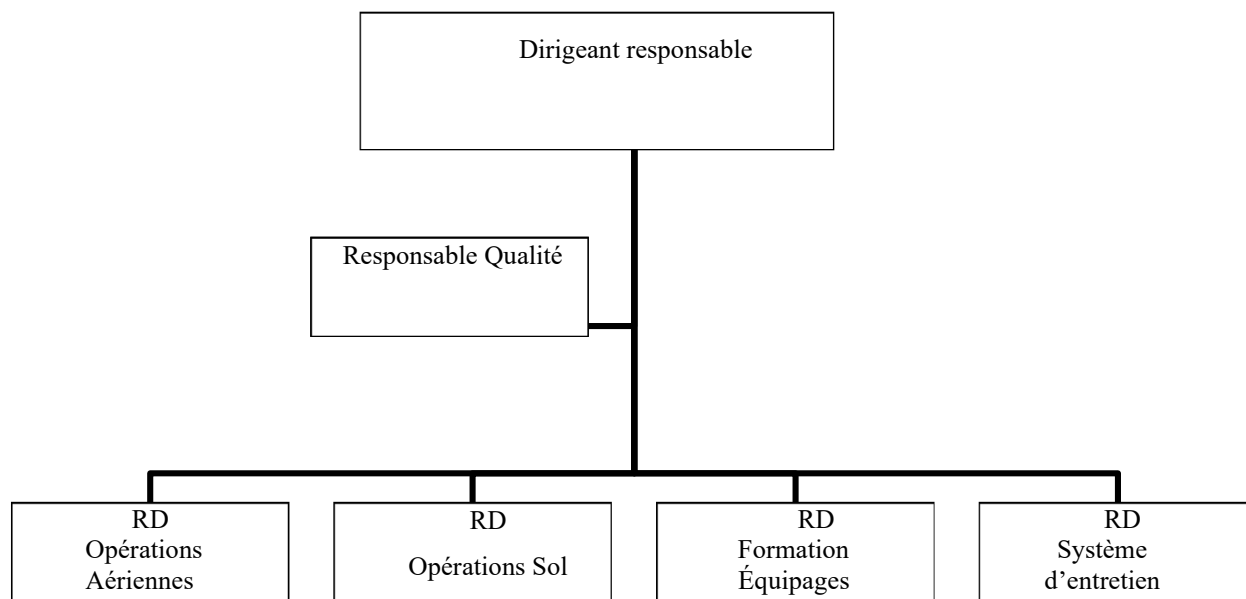 Dirigeant responsable
Responsable Qualité
RD
Opérations
Aériennes
RD
Opérations Sol
RD
Formation
Équipages
RD
Système
d’entretien